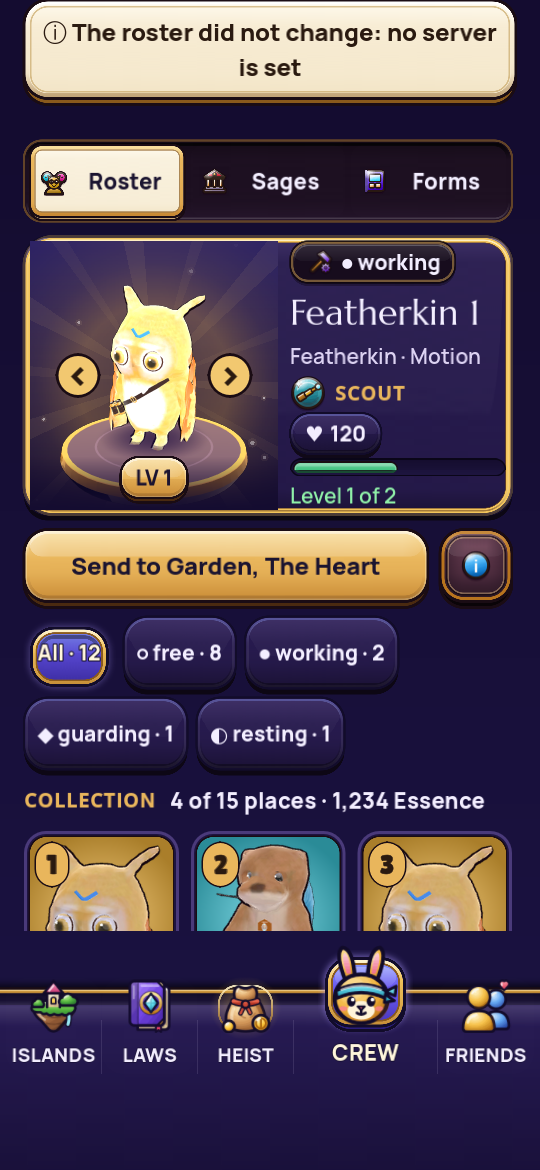 ⓘ The roster did not change: no server
is set
Roster
Sages
Forms
● working
Featherkin 1
Featherkin · Motion
SCOUT
♥ 120
LV 1
Level 1 of 2
Send to Garden, The Heart
i
All · 12
○ free · 8
● working · 2
◆ guarding · 1
◐ resting · 1
COLLECTION 4 of 15 places · 1,234 Essence
1
2
3
ISLANDS
LAWS
HEIST
CREW
FRIENDS